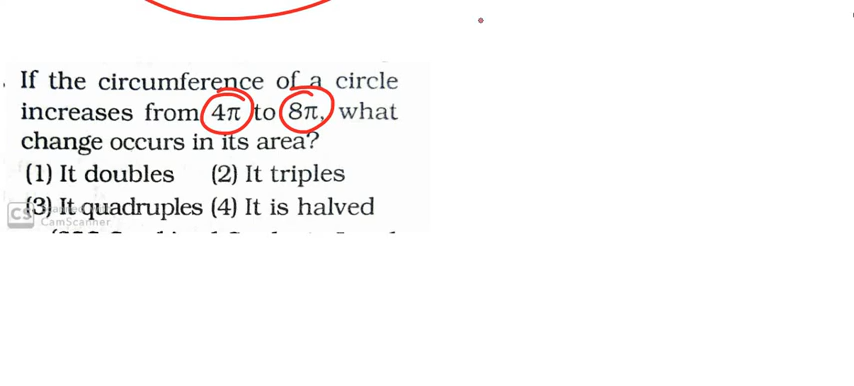 If the circumference of a circle
increases from 4π to 8π, what
change occurs in its area?
(1) It doubles (2) It triples
(3) It quadruples (4) It is halved
CS
CamScanner